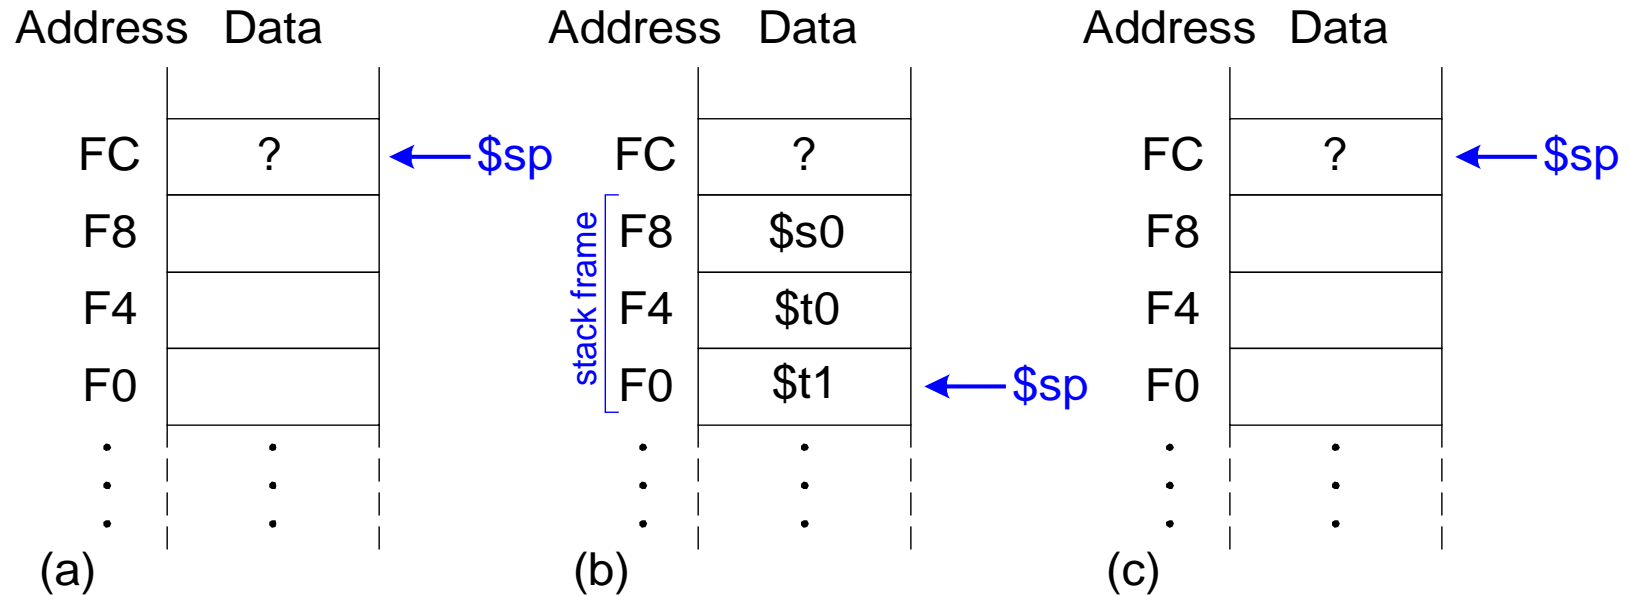 Address Data Address Data Address Data
FC ? $sp FC ? FC ? $sp
F8 F8 $s0 F8
F4 F4 $t0 F4
F0 F0 $t1 $sp F0
stack frame
(a) (b) (c)